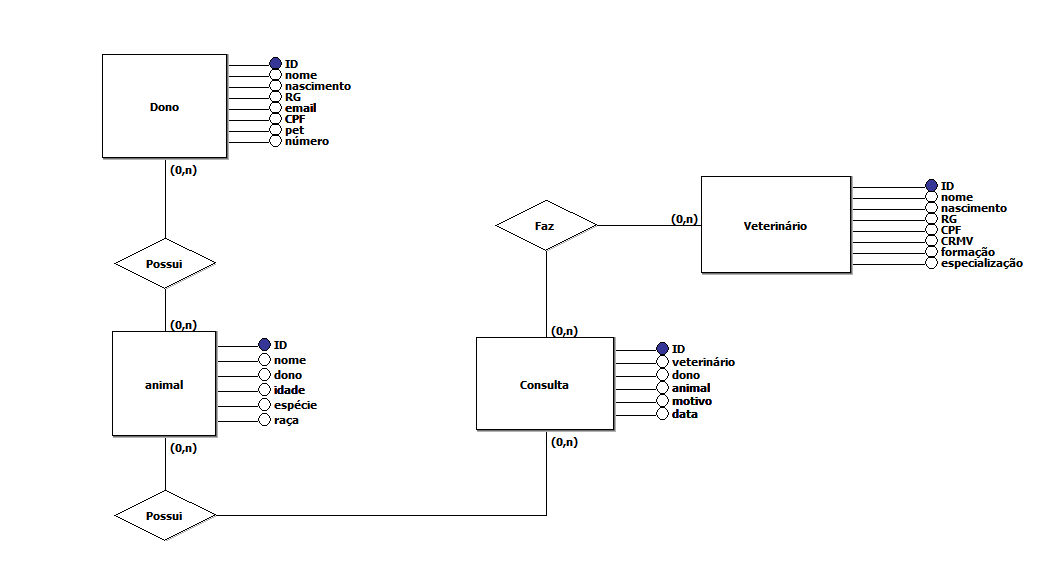 Dono
ID
nome
nascimento
RG
email
CPF
pet
número
(0,n)
Possui
(0,n)
animal
ID
nome
dono
idade
espécie
raça
(0,n)
Possui
Faz
(0,n)
Veterinário
ID
nome
nascimento
RG
CPF
CRMV
formação
especialização
(0,n)
Consulta
ID
veterinário
dono
animal
motivo
data
(0,n)